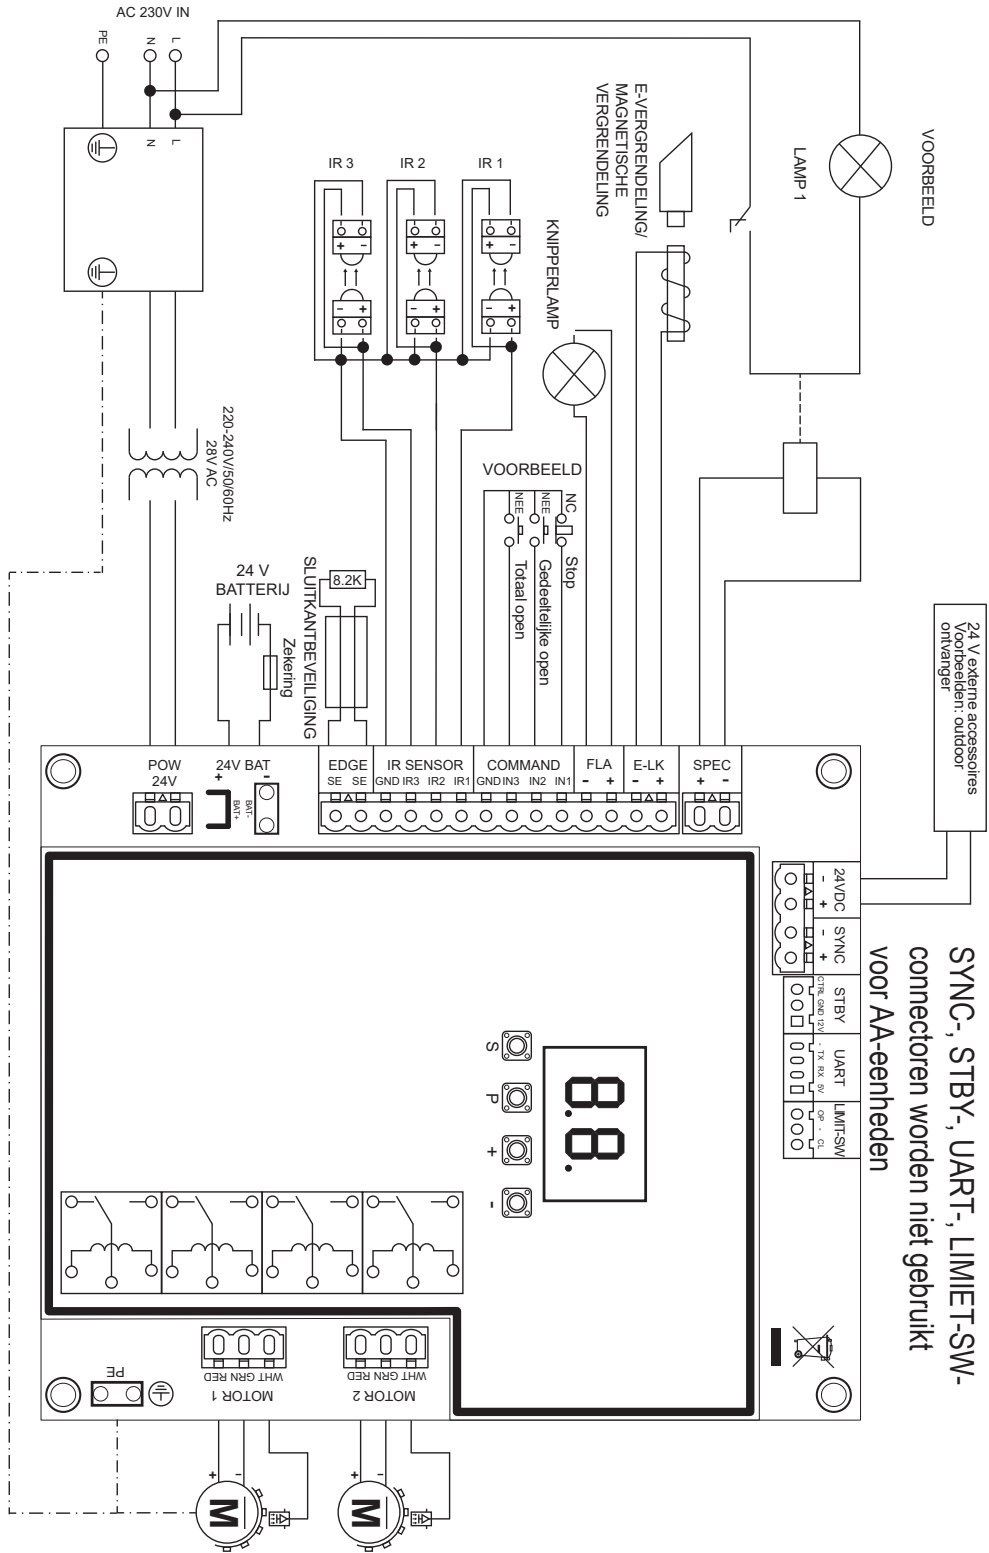 AC 230V IN
PE
N
L
N
L
VOORBEELD
LAMP 1
E-VERGRENDELING/
MAGNETISCHE
VERGRENDELING
IR 3
IR 2
IR 1
+ -
+ -
+ -
- +
- +
- +
KNIPPERLAMP
220-240V/50/60Hz
28V AC
VOORBEELD
NEE
NEE
NC
Stop
Gedeeltelijke open
Totaal open
24 V
BATTERIJ
Zekering
8.2K
SLUITKANTBEVEILIGING
24 V externe accessoires
Voorbeelden: outdoor
ontvanger
POW
24V
24V BAT
+ -
BAT+
BAT-
EDGE
SE SE
IR SENSOR
GND IR3 IR2 IR1
COMMAND
GND IN3 IN2 IN1
FLA
- +
E-LK
- +
SPEC
+ -
24VDC
- +
SYNC
- +
STBY
CTRL GND 12V
UART
- TX RX 5V
LIMIT-SW
OP - CL
SYNC-, STBY-, UART-, LIMIET-SW-
connectoren worden niet gebruikt
voor AA-eenheden
8.8.
S
P
+
-
PE
WHT GRN RED
MOTOR 1
WHT GRN RED
MOTOR 2
+ -
M
+ -
M